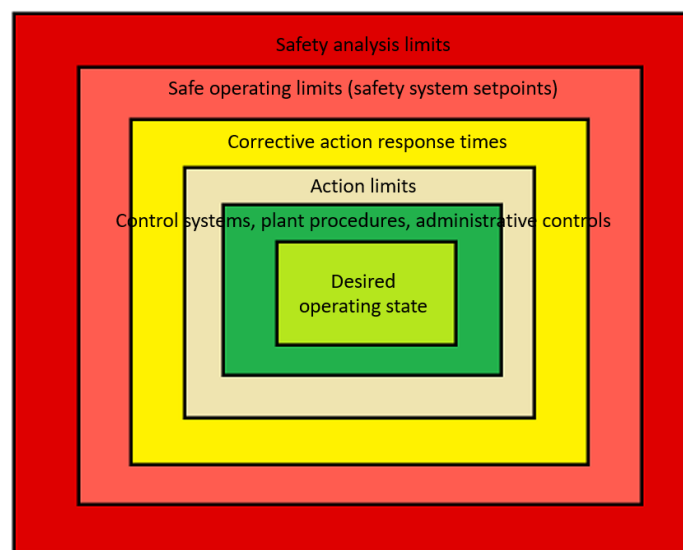 Safety analysis limits
Safe operating limits (safety system setpoints)
Corrective action response times
Action limits
Control systems, plant procedures, administrative controls
Desired
operating state